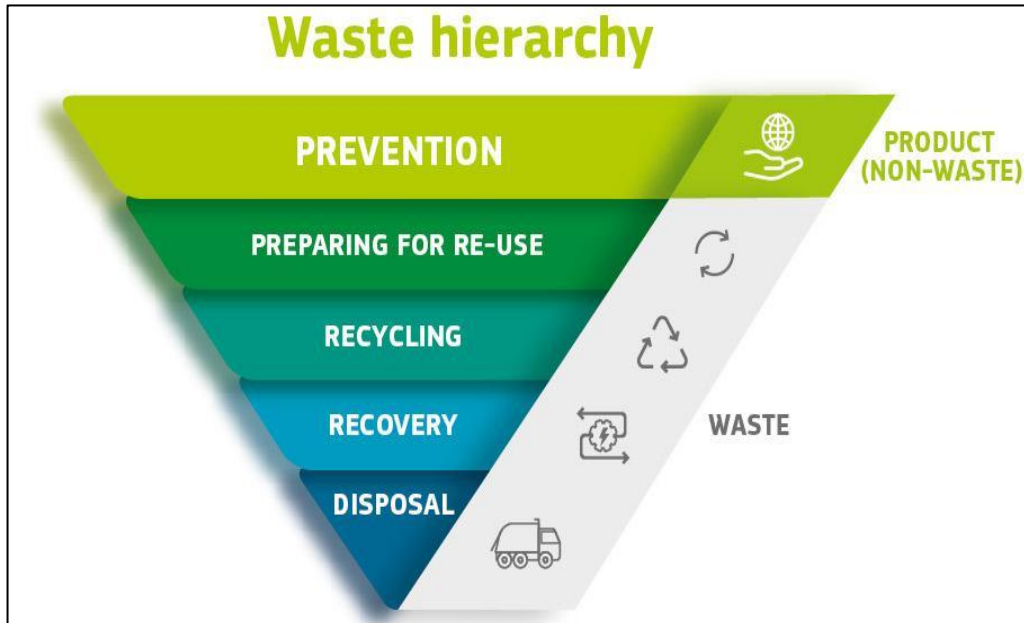 Waste hierarchy
PREVENTION
PRODUCT
(NON-WASTE)
PREPARING FOR RE-USE
RECYCLING
RECOVERY
WASTE
DISPOSAL